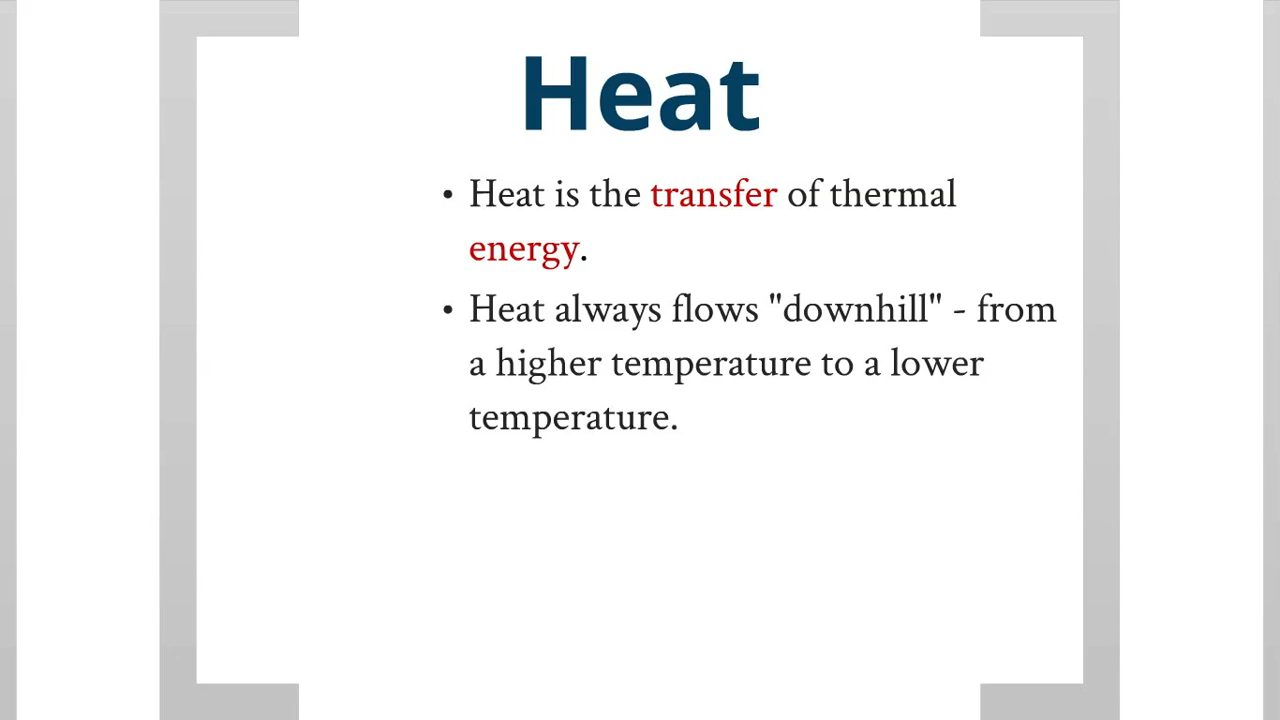 Heat
• Heat is the transfer of thermal
energy.
• Heat always flows "downhill" - from
a higher temperature to a lower
temperature.